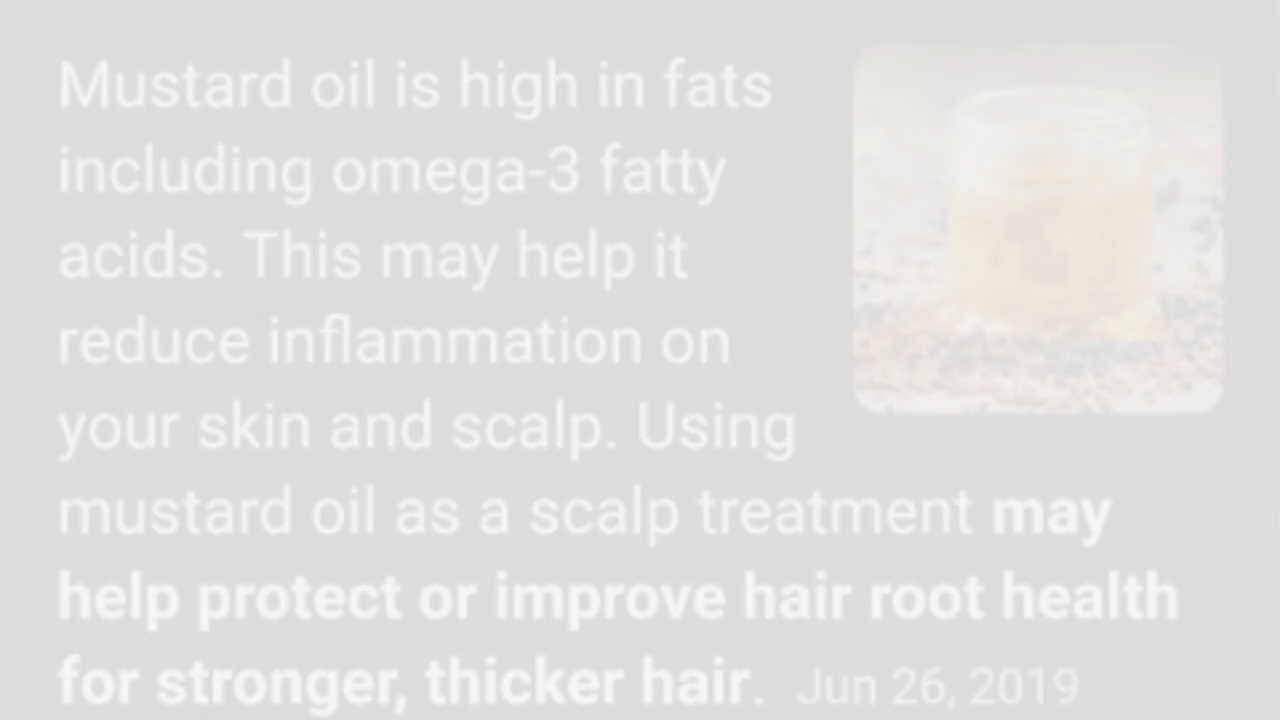 Mustard oil is high in fats
including omega-3 fatty
acids. This may help it
reduce inflammation on
your skin and scalp. Using
mustard oil as a scalp treatment may
help protect or improve hair root health
for stronger, thicker hair. Jun 26, 2019